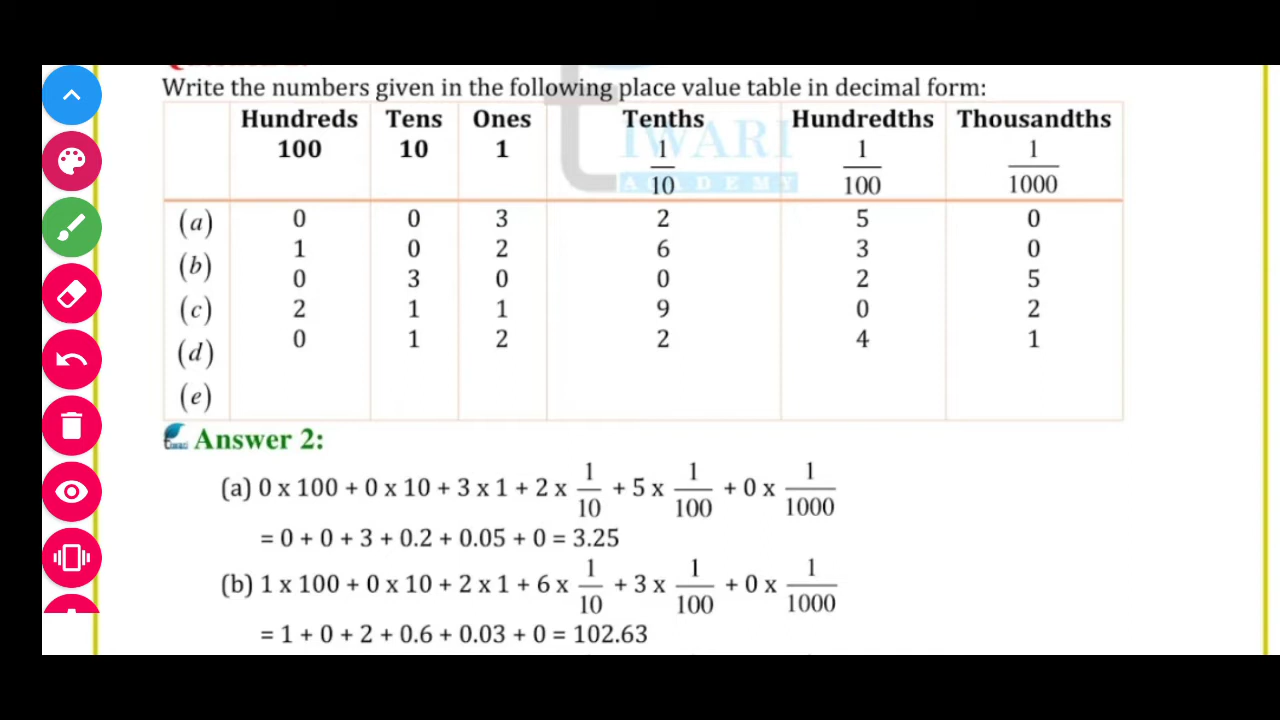 Write the numbers given in the following place value table in decimal form:
Hundreds Tens Ones Tenths Hundredths Thousandths
100 10 1 1/10 1/100 1/1000
IWARI
ACADEMY
(a) 0 0 3 2 5 0
(b) 1 0 2 6 3 0
(c) 0 3 0 0 2 5
(d) 2 1 1 9 0 2
(e) 0 1 2 2 4 1
Answer 2:
(a) 0 x 100 + 0 x 10 + 3 x 1 + 2 x 1/10 + 5 x 1/100 + 0 x 1/1000
= 0 + 0 + 3 + 0.2 + 0.05 + 0 = 3.25
(b) 1 x 100 + 0 x 10 + 2 x 1 + 6 x 1/10 + 3 x 1/100 + 0 x 1/1000
= 1 + 0 + 2 + 0.6 + 0.03 + 0 = 102.63